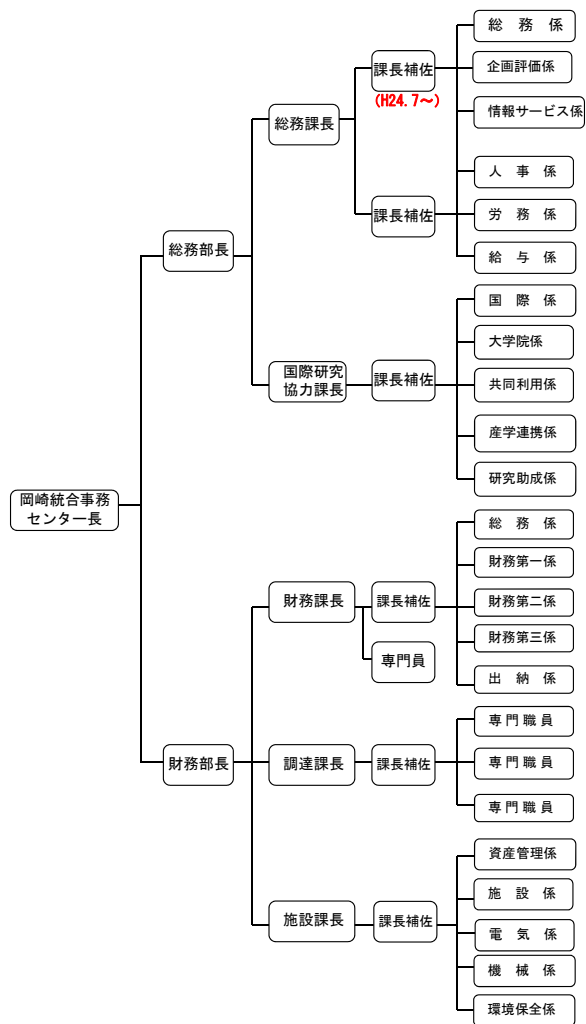 岡崎統合事務
センター長
総務部長
総務課長
課長補佐
(H24.7～)
総　務　係
企画評価係
情報サービス係
課長補佐
人　事　係
労　務　係
給　与　係
国際研究
協力課長
課長補佐
国　際　係
大学院係
共同利用係
産学連携係
研究助成係
財務部長
財務課長
課長補佐
専門員
総　務　係
財務第一係
財務第二係
財務第三係
出　納　係
調達課長
課長補佐
専 門 職 員
専 門 職 員
専 門 職 員
施設課長
課長補佐
資産管理係
施　設　係
電　気　係
機　械　係
環境保全係